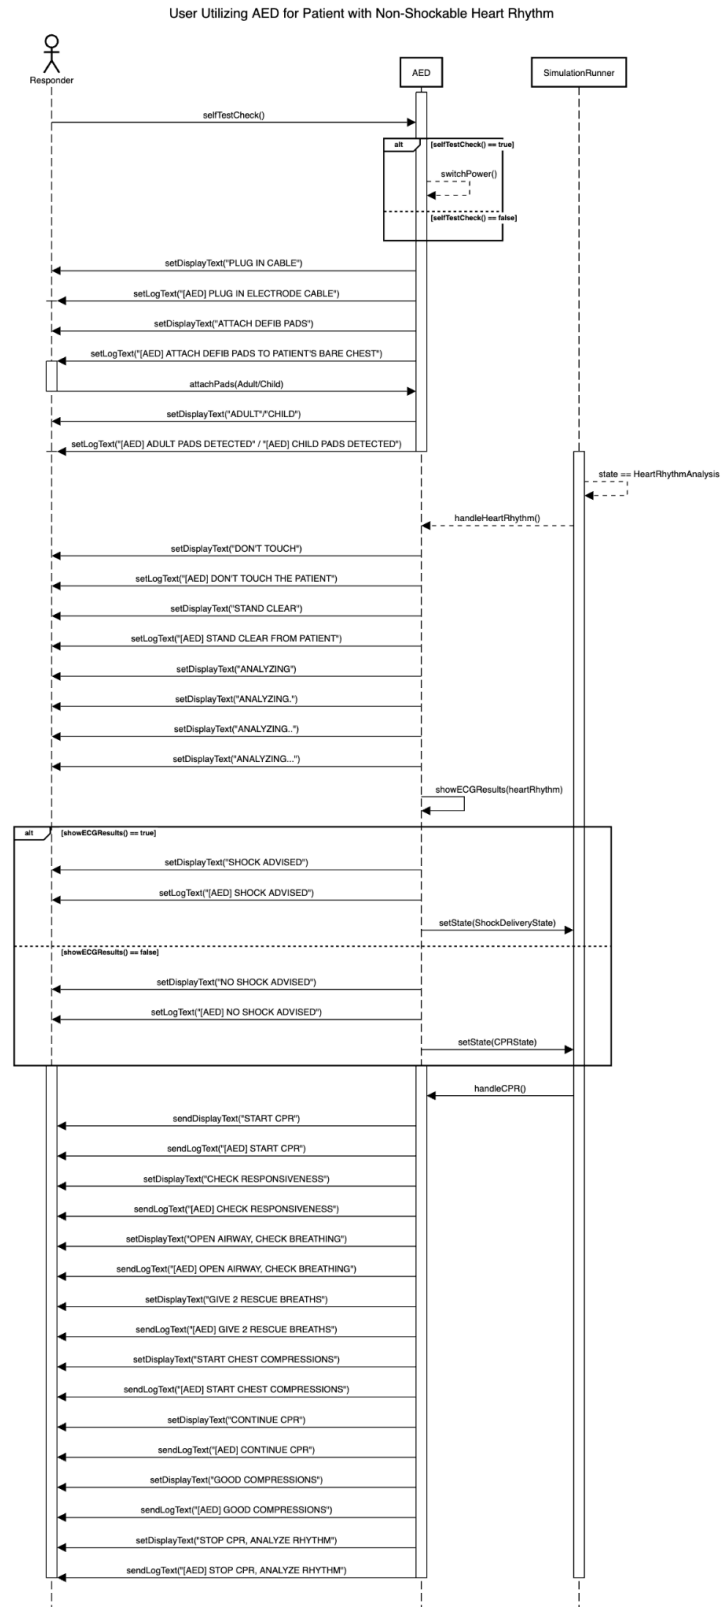 User Utilizing AED for Patient with Non-Shockable Heart Rhythm
Responder
AED
SimulationRunner
selfTestCheck()
alt
[selfTestCheck() == true]
switchPower()
[selfTestCheck() == false]
setDisplayText("PLUG IN CABLE")
setLogText("[AED] PLUG IN ELECTRODE CABLE")
setDisplayText("ATTACH DEFIB PADS")
setLogText("[AED] ATTACH DEFIB PADS TO PATIENT'S BARE CHEST")
attachPads(Adult/Child)
setDisplayText("ADULT"/"CHILD")
setLogText("[AED] ADULT PADS DETECTED" / "[AED] CHILD PADS DETECTED")
state == HeartRhythmAnalysis
handleHeartRhythm()
setDisplayText("DON'T TOUCH")
setLogText("[AED] DON'T TOUCH THE PATIENT")
setDisplayText("STAND CLEAR")
setLogText("[AED] STAND CLEAR FROM PATIENT")
setDisplayText("ANALYZING")
setDisplayText("ANALYZING.")
setDisplayText("ANALYZING..")
setDisplayText("ANALYZING...")
showECGResults(heartRhythm)
alt
[showECGResults() == true]
setDisplayText("SHOCK ADVISED")
setLogText("[AED] SHOCK ADVISED")
setState(ShockDeliveryState)
[showECGResults() == false]
setDisplayText("NO SHOCK ADVISED")
setLogText("[AED] NO SHOCK ADVISED")
setState(CPRState)
handleCPR()
sendDisplayText("START CPR")
sendLogText("[AED] START CPR")
setDisplayText("CHECK RESPONSIVENESS")
sendLogText("[AED] CHECK RESPONSIVENESS")
setDisplayText("OPEN AIRWAY, CHECK BREATHING)
sendLogText("[AED] OPEN AIRWAY, CHECK BREATHING")
setDisplayText("GIVE 2 RESCUE BREATHS")
sendLogText("[AED] GIVE 2 RESCUE BREATHS)
setDisplayText("START CHEST COMPRESSIONS")
sendLogText("[AED] START CHEST COMPRESSIONS")
setDisplayText("CONTINUE CPR")
sendLogText("[AED] CONTINUE CPR")
setDisplayText("GOOD COMPRESSIONS")
sendLogText("[AED] GOOD COMPRESSIONS)
setDisplayText("STOP CPR, ANALYZE RHYTHM")
sendLogText("[AED] STOP CPR, ANALYZE RHYTHM")